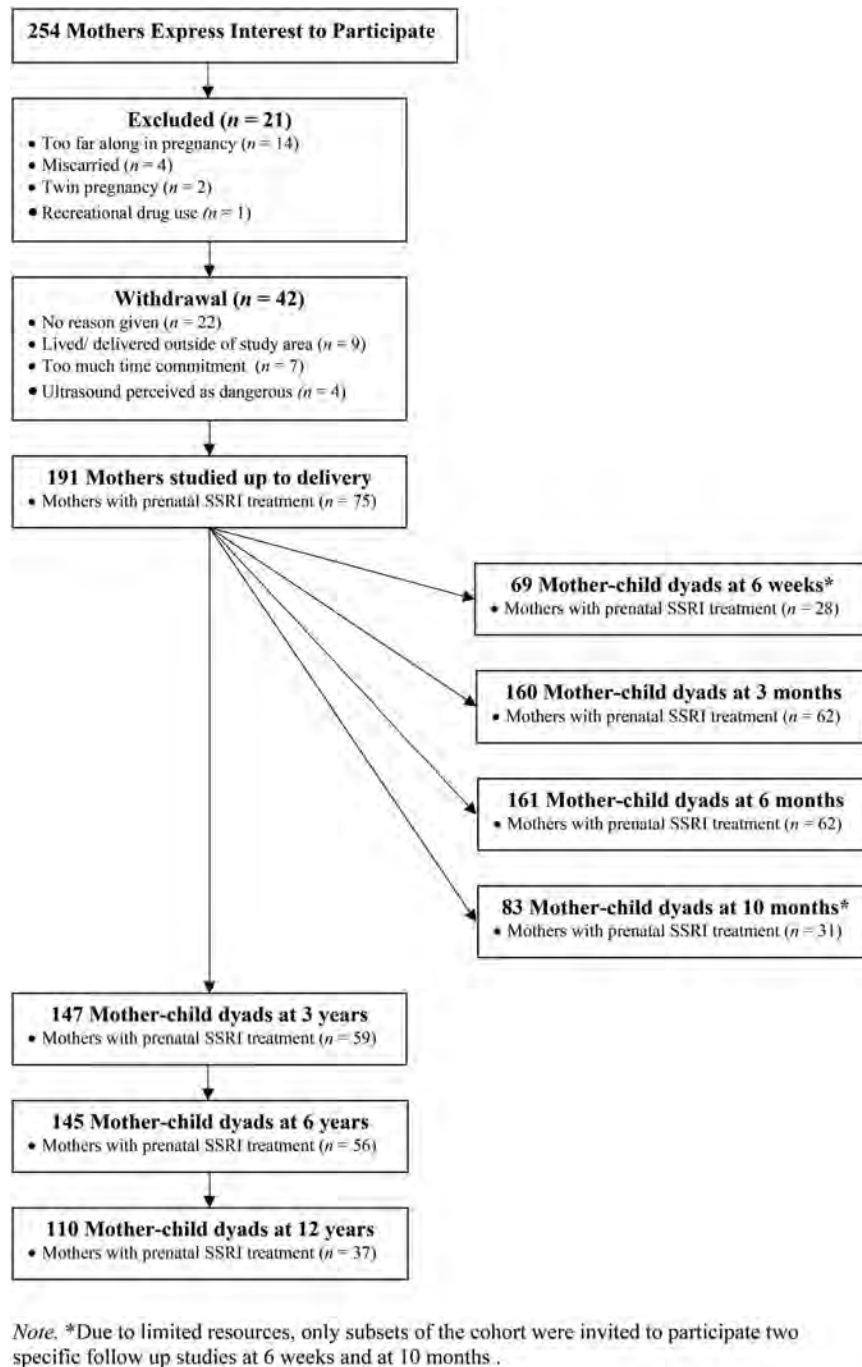 254 Mothers Express Interest to Participate
Excluded (n = 21)
• Too far along in pregnancy (n = 14)
• Miscarried (n = 4)
• Twin pregnancy (n = 2)
• Recreational drug use (n = 1)
Withdrawal (n = 42)
• No reason given (n = 22)
• Lived/ delivered outside of study area (n = 9)
• Too much time commitment (n = 7)
• Ultrasound perceived as dangerous (n = 4)
191 Mothers studied up to delivery
• Mothers with prenatal SSRI treatment (n = 75)
69 Mother-child dyads at 6 weeks*
• Mothers with prenatal SSRI treatment (n = 28)
160 Mother-child dyads at 3 months
• Mothers with prenatal SSRI treatment (n = 62)
161 Mother-child dyads at 6 months
• Mothers with prenatal SSRI treatment (n = 62)
83 Mother-child dyads at 10 months*
• Mothers with prenatal SSRI treatment (n = 31)
147 Mother-child dyads at 3 years
• Mothers with prenatal SSRI treatment (n = 59)
145 Mother-child dyads at 6 years
• Mothers with prenatal SSRI treatment (n = 56)
110 Mother-child dyads at 12 years
• Mothers with prenatal SSRI treatment (n = 37)
Note. *Due to limited resources, only subsets of the cohort were invited to participate two
specific follow up studies at 6 weeks and at 10 months .